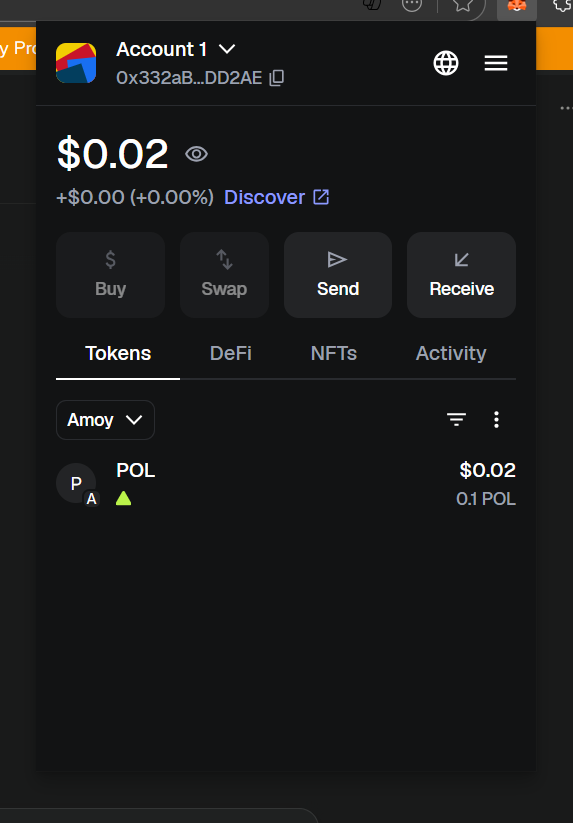 y Pro
Account 1
0x332aB...DD2AE
$0.02
+$0.00 (+0.00%) Discover
$
Buy Swap Send Receive
Tokens DeFi NFTs Activity
Amoy
P A POL $0.02
0.1 POL